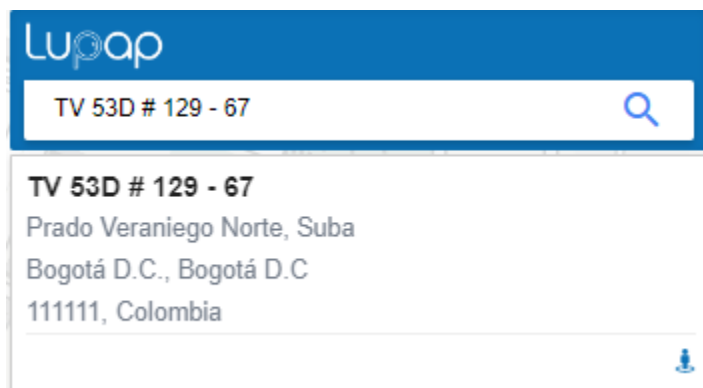 Lupap
TV 53D # 129 - 67
TV 53D # 129 - 67
Prado Veraniego Norte, Suba
Bogotá D.C., Bogotá D.C
111111, Colombia